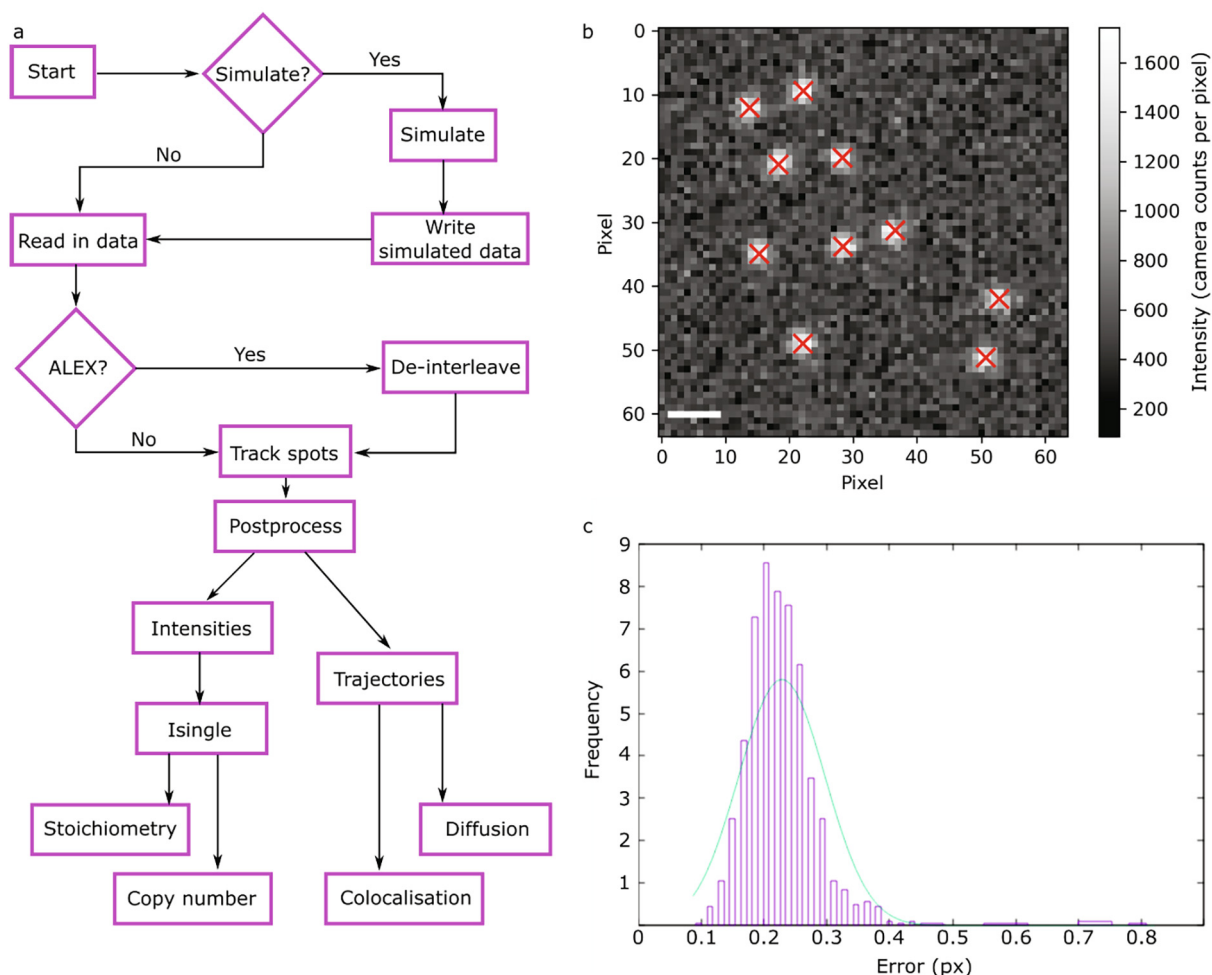 a
Start
Simulate?
Yes
Simulate
No
Read in data
Write
simulated data
ALEX?
Yes
De-interleave
No
Track spots
Postprocess
Intensities
Trajectories
Isingle
Stoichiometry
Diffusion
Copy number
Colocalisation
b
0
10
20
30
40
50
60
Pixel
0
10
20
30
40
50
60
Pixel
1600
1400
1200
1000
800
600
400
200
Intensity (camera counts per pixel)
c
9
8
7
6
5
4
3
2
1
Frequency
0
0.1
0.2
0.3
0.4
0.5
0.6
0.7
0.8
Error (px)